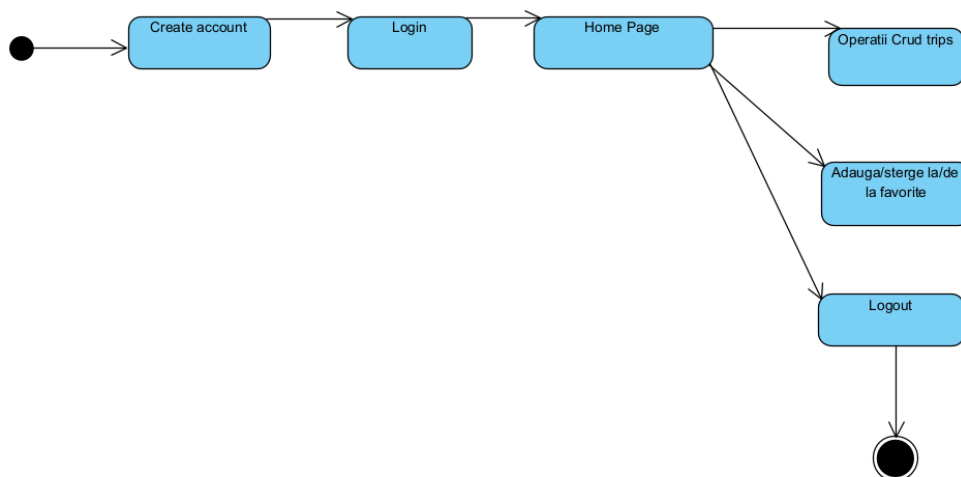 Create account
Login
Home Page
Operatii Crud trips
Adauga/sterge la/de
la favorite
Logout